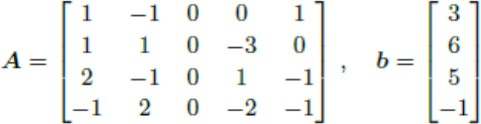 A = [ 1 −1 0 0 1 ; 1 1 0 −3 0 ; 2 −1 0 1 −1 ; −1 2 0 −2 −1 ] , b = [ 3 ; 6 ; 5 ; −1 ]